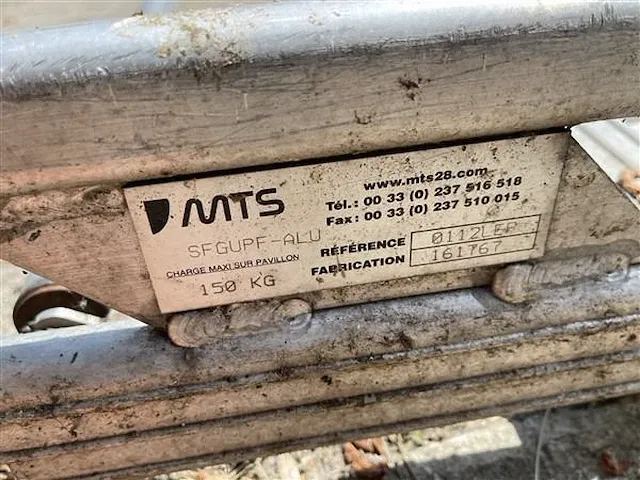 MTS
www.mts28.com
Tél. : 00 33 (0) 237 516 518
Fax : 00 33 (0) 237 510 015
SFGUPF-ALU
CHARGE MAXI SUR PAVILLON
150 KG
RÉFÉRENCE 0112LEP
FABRICATION 161767